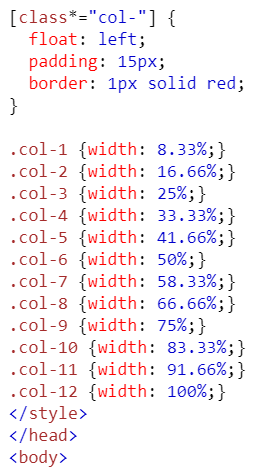 [class*="col-"] {
  float: left;
  padding: 15px;
  border: 1px solid red;
}

.col-1 {width: 8.33%;}
.col-2 {width: 16.66%;}
.col-3 {width: 25%;}
.col-4 {width: 33.33%;}
.col-5 {width: 41.66%;}
.col-6 {width: 50%;}
.col-7 {width: 58.33%;}
.col-8 {width: 66.66%;}
.col-9 {width: 75%;}
.col-10 {width: 83.33%;}
.col-11 {width: 91.66%;}
.col-12 {width: 100%;}
</style>
</head>
<body>